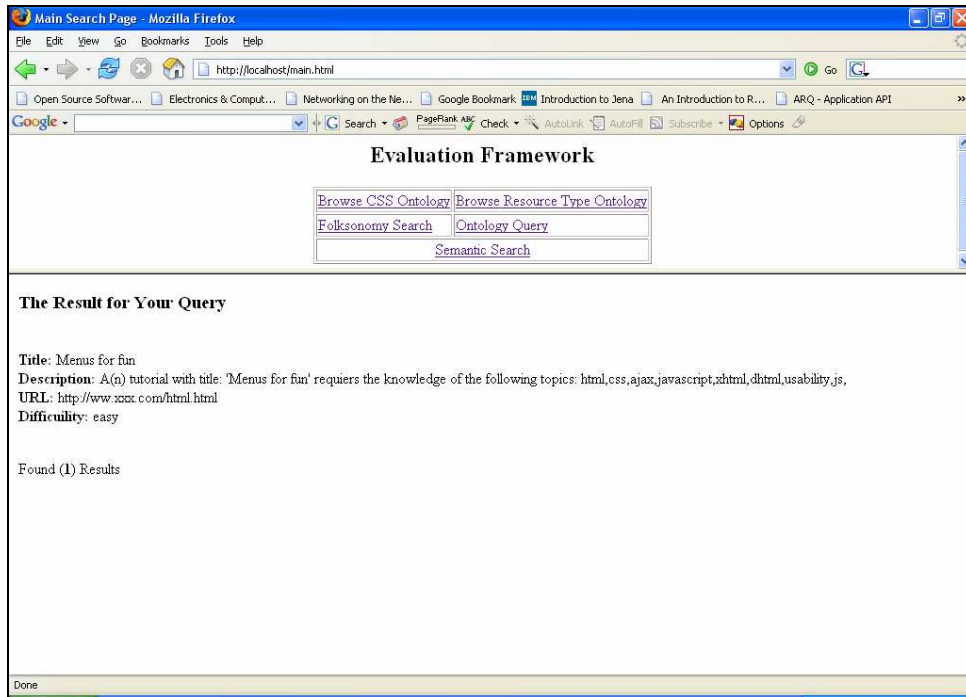 Main Search Page - Mozilla Firefox
File Edit View Go Bookmarks Tools Help
http://localhost/main.html Go G
Open Source Softwar... Electronics & Comput... Networking on the Ne... Google Bookmark IBM Introduction to Jena An Introduction to R... ARQ - Application API »
Google G Search PageRank ABC Check AutoLink AutoFill Subscribe Options
Evaluation Framework
Browse CSS Ontology Browse Resource Type Ontology
Folksonomy Search Ontology Query
Semantic Search
The Result for Your Query
Title: Menus for fun
Description: A(n) tutorial with title: 'Menus for fun' requiers the knowledge of the following topics: html,css,ajax,javascript,xhtml,dhtml,usability,js,
URL: http://ww.xxx.com/html.html
Difficuility: easy
Found (1) Results
Done